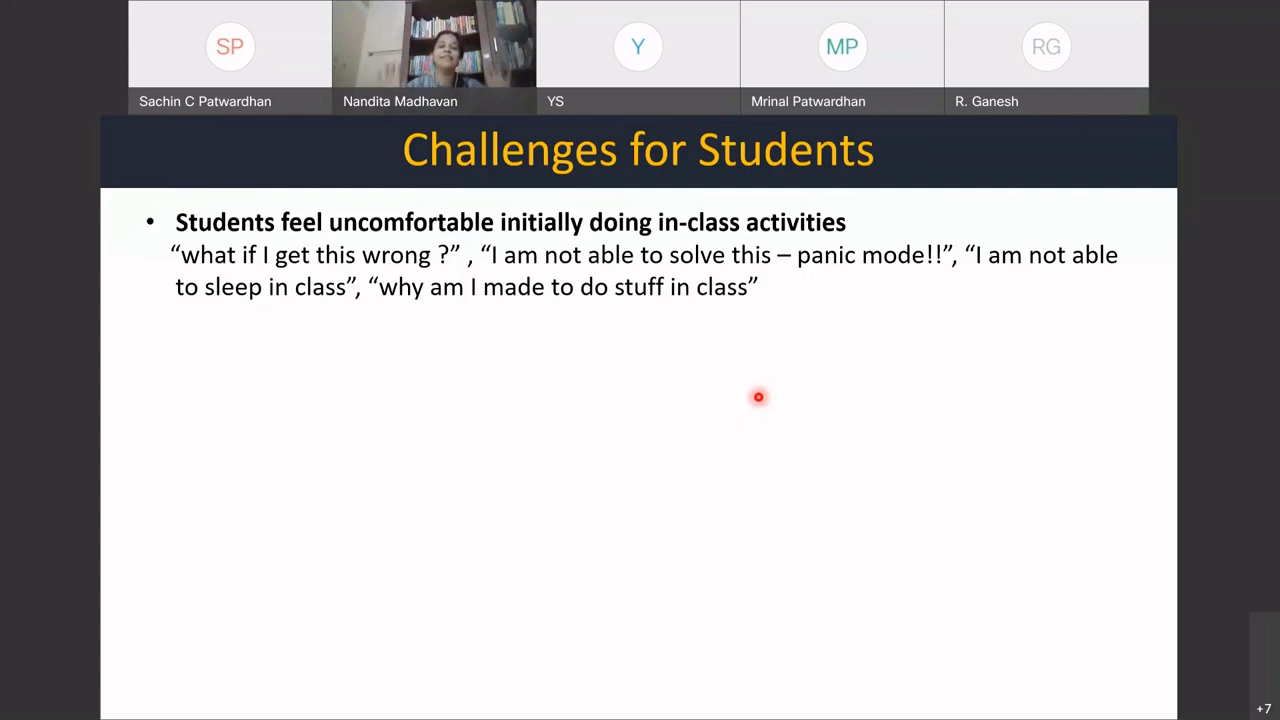 SP
Y
MP
RG
Sachin C Patwardhan
Nandita Madhavan
YS
Mrinal Patwardhan
R. Ganesh
Challenges for Students
• Students feel uncomfortable initially doing in-class activities
“what if I get this wrong ?” , “I am not able to solve this – panic mode!!”, “I am not able
to sleep in class”, “why am I made to do stuff in class”
+7